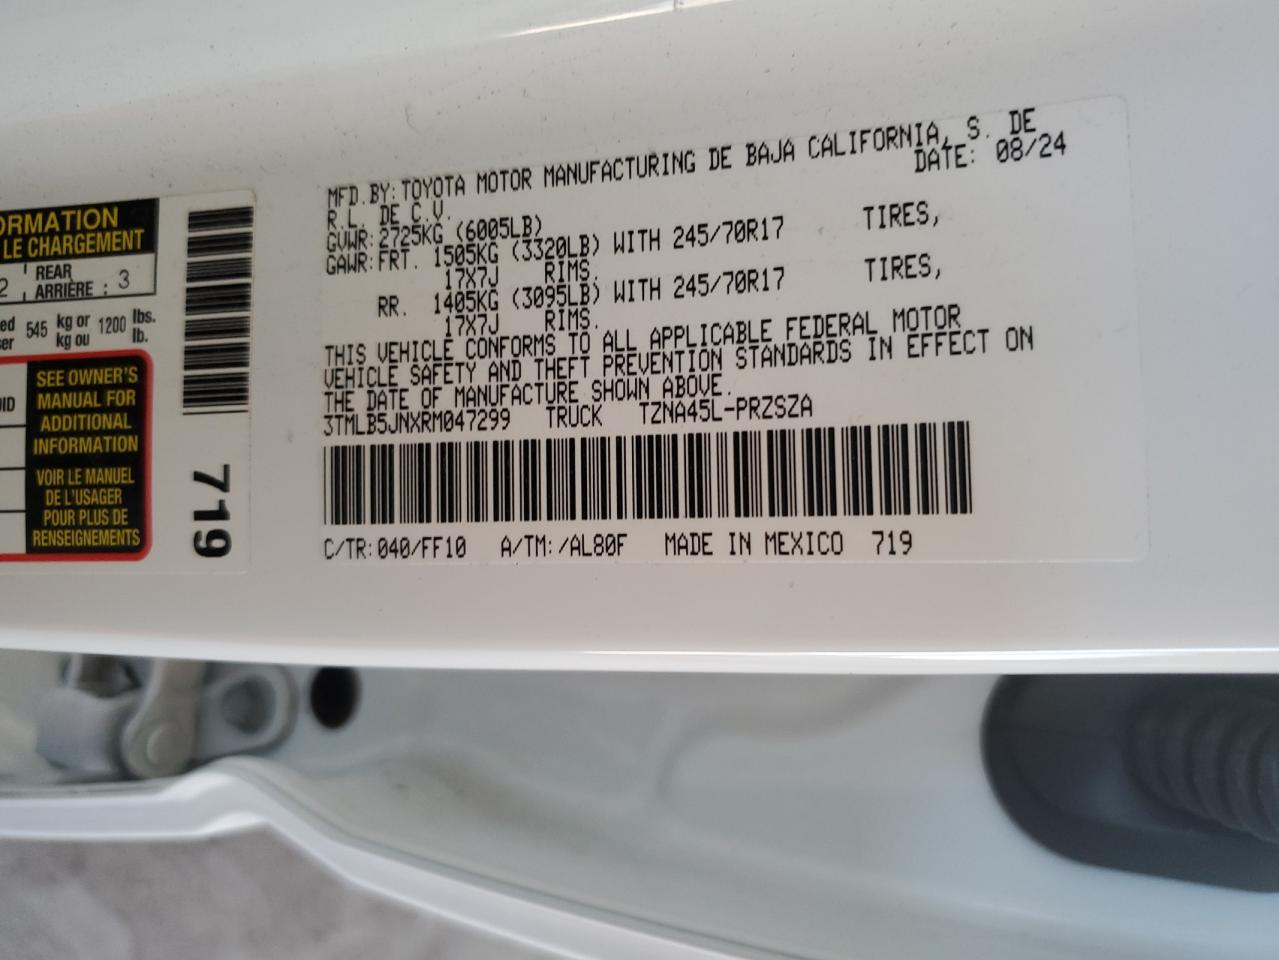 ORMATION
LE CHARGEMENT
2 REAR
ARRIÈRE : 3
545 kg or 1200 lbs.
kg ou lb.
SEE OWNER'S
MANUAL FOR
ADDITIONAL
INFORMATION
VOIR LE MANUEL
DE L'USAGER
POUR PLUS DE
RENSEIGNEMENTS
719
MFD.BY:TOYOTA MOTOR MANUFACTURING DE BAJA CALIFORNIA, S. DE
R.L. DE C.V. DATE: 08/24
GVWR:2725KG (6005LB)
GAWR:FRT. 1505KG (3320LB) WITH 245/70R17 TIRES,
17X7J RIMS.
RR. 1405KG (3095LB) WITH 245/70R17 TIRES,
17X7J RIMS.
THIS VEHICLE CONFORMS TO ALL APPLICABLE FEDERAL MOTOR
VEHICLE SAFETY AND THEFT PREVENTION STANDARDS IN EFFECT ON
THE DATE OF MANUFACTURE SHOWN ABOVE.
3TMLB5JNXRM047299 TRUCK TZNA45L-PRZSZA
C/TR:040/FF10 A/TM:/AL80F MADE IN MEXICO 719